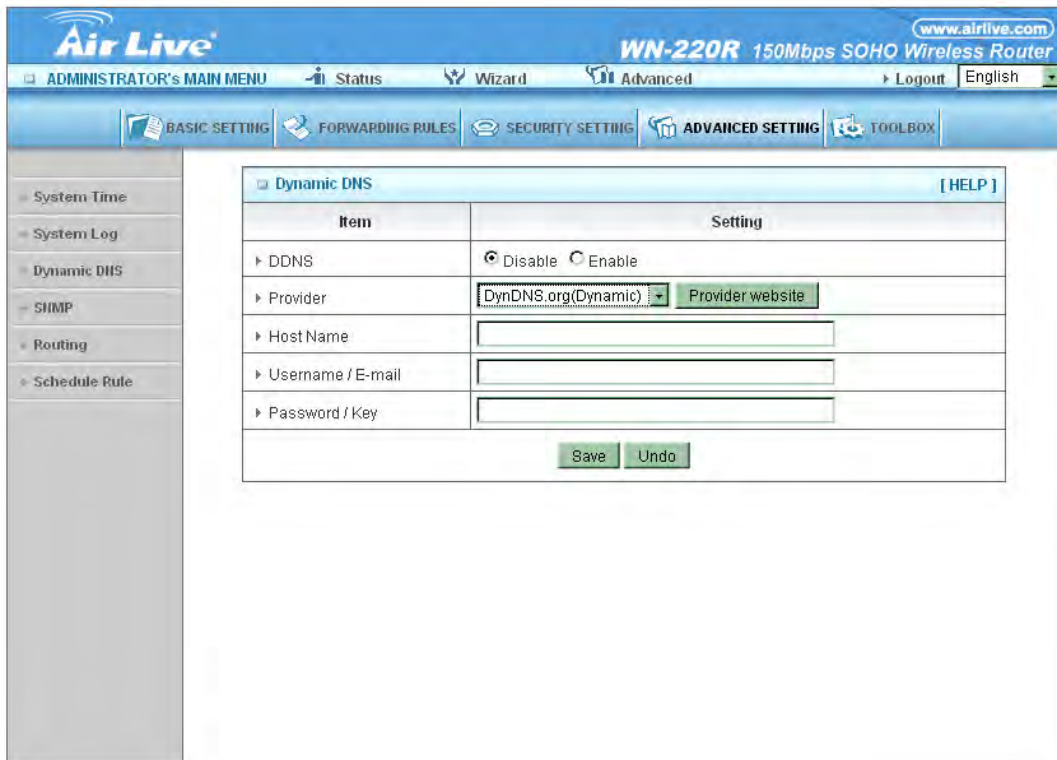 Air Live®
www.airlive.com
WN-220R 150Mbps SOHO Wireless Router
ADMINISTRATOR's MAIN MENU Status Wizard Advanced Logout English
BASIC SETTING FORWARDING RULES SECURITY SETTING ADVANCED SETTING TOOLBOX
System Time
System Log
Dynamic DNS
SNMP
Routing
Schedule Rule
Dynamic DNS [ HELP ]
Item Setting
DDNS Disable Enable
Provider DynDNS.org(Dynamic) Provider website
Host Name
Username / E-mail
Password / Key
Save Undo